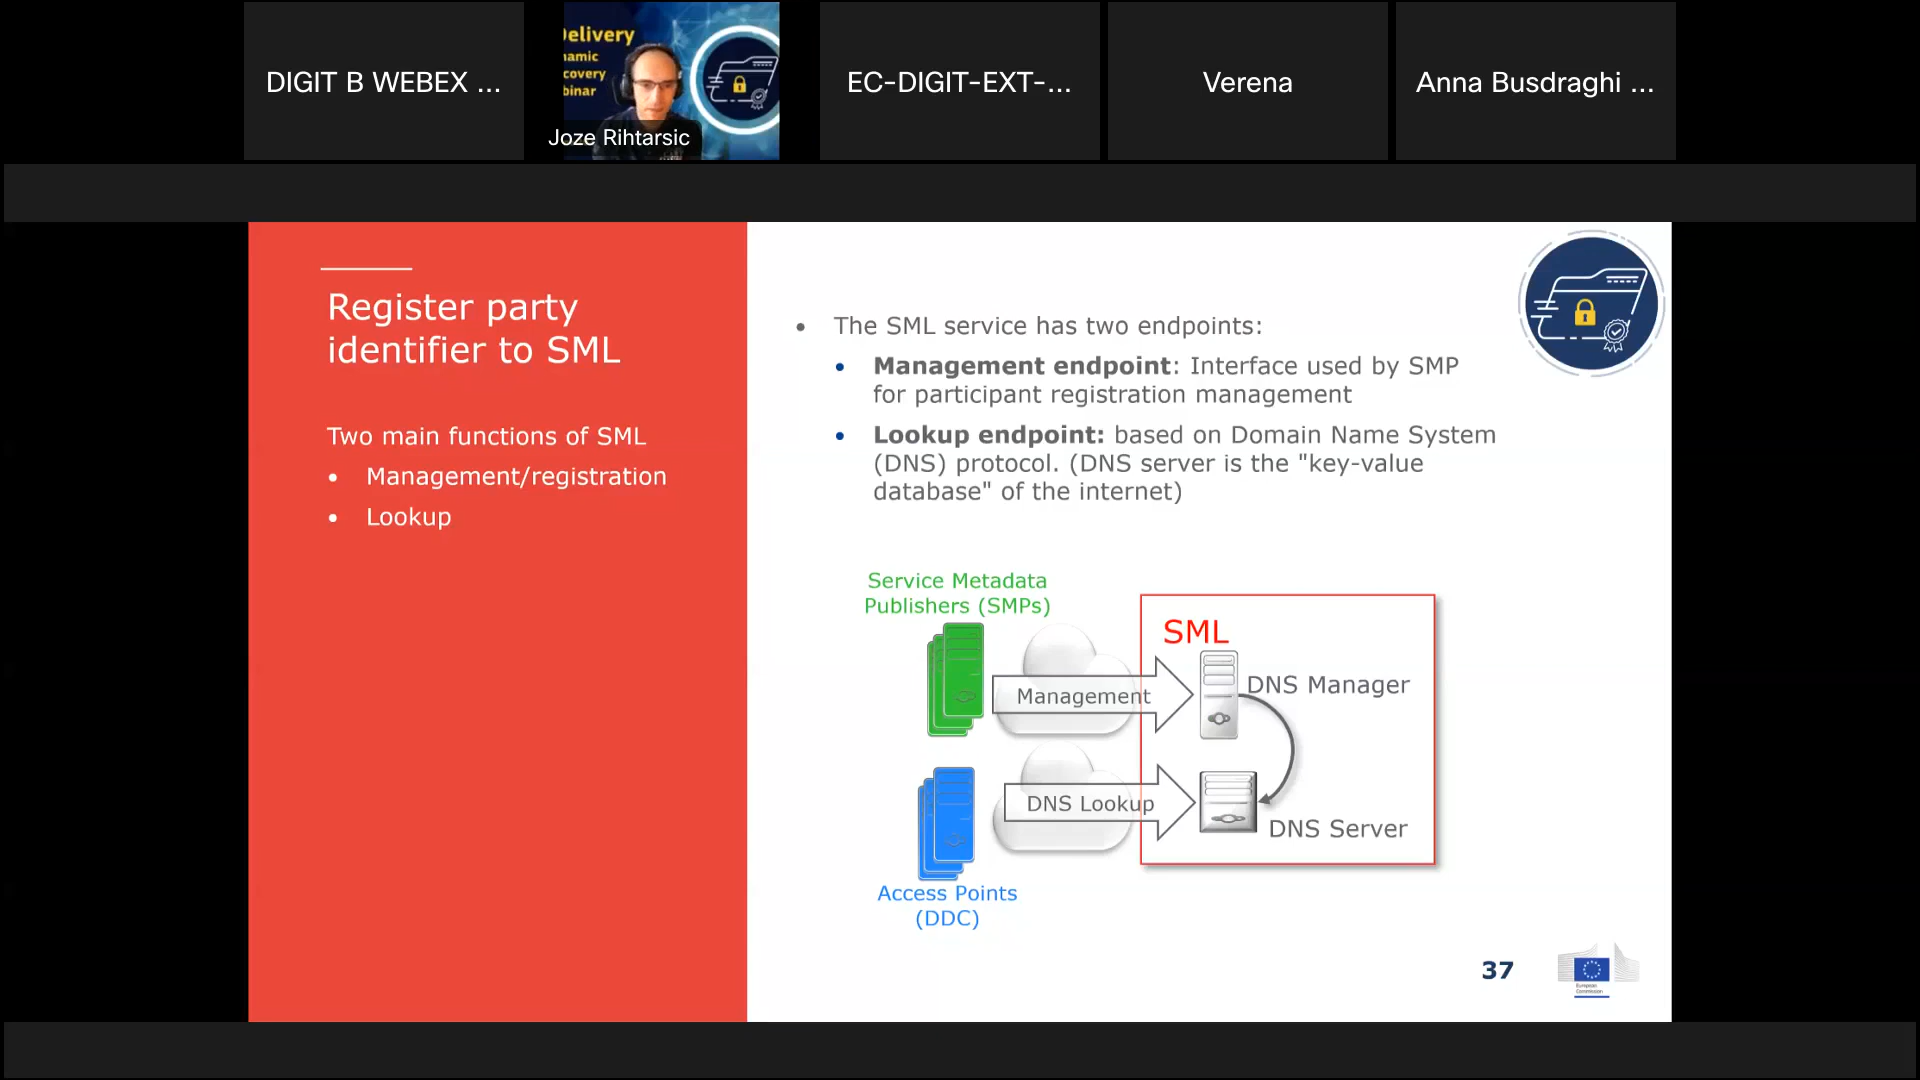 DIGIT B WEBEX ...
Delivery
namic
covery
binar
Joze Rihtarsic
EC-DIGIT-EXT-...
Verena
Anna Busdraghi ...
Register party
identifier to SML
Two main functions of SML
• Management/registration
• Lookup
• The SML service has two endpoints:
• Management endpoint: Interface used by SMP
for participant registration management
• Lookup endpoint: based on Domain Name System
(DNS) protocol. (DNS server is the "key-value
database" of the internet)
Service Metadata
Publishers (SMPs)
SML
Management
DNS Manager
DNS Lookup
DNS Server
Access Points
(DDC)
37
European
Commission